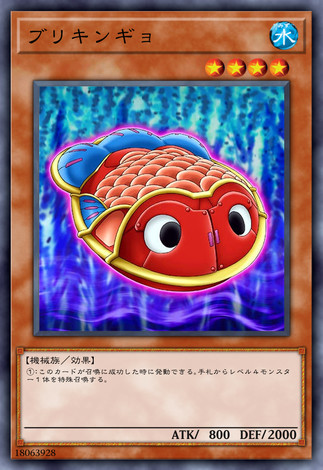 ブリキンギョ
水
【機械族／効果】
①:このカードが召喚に成功した時に発動できる。手札からレベル４モンスタ
ー１体を特殊召喚する。
ATK/ 800 DEF/2000
18063928